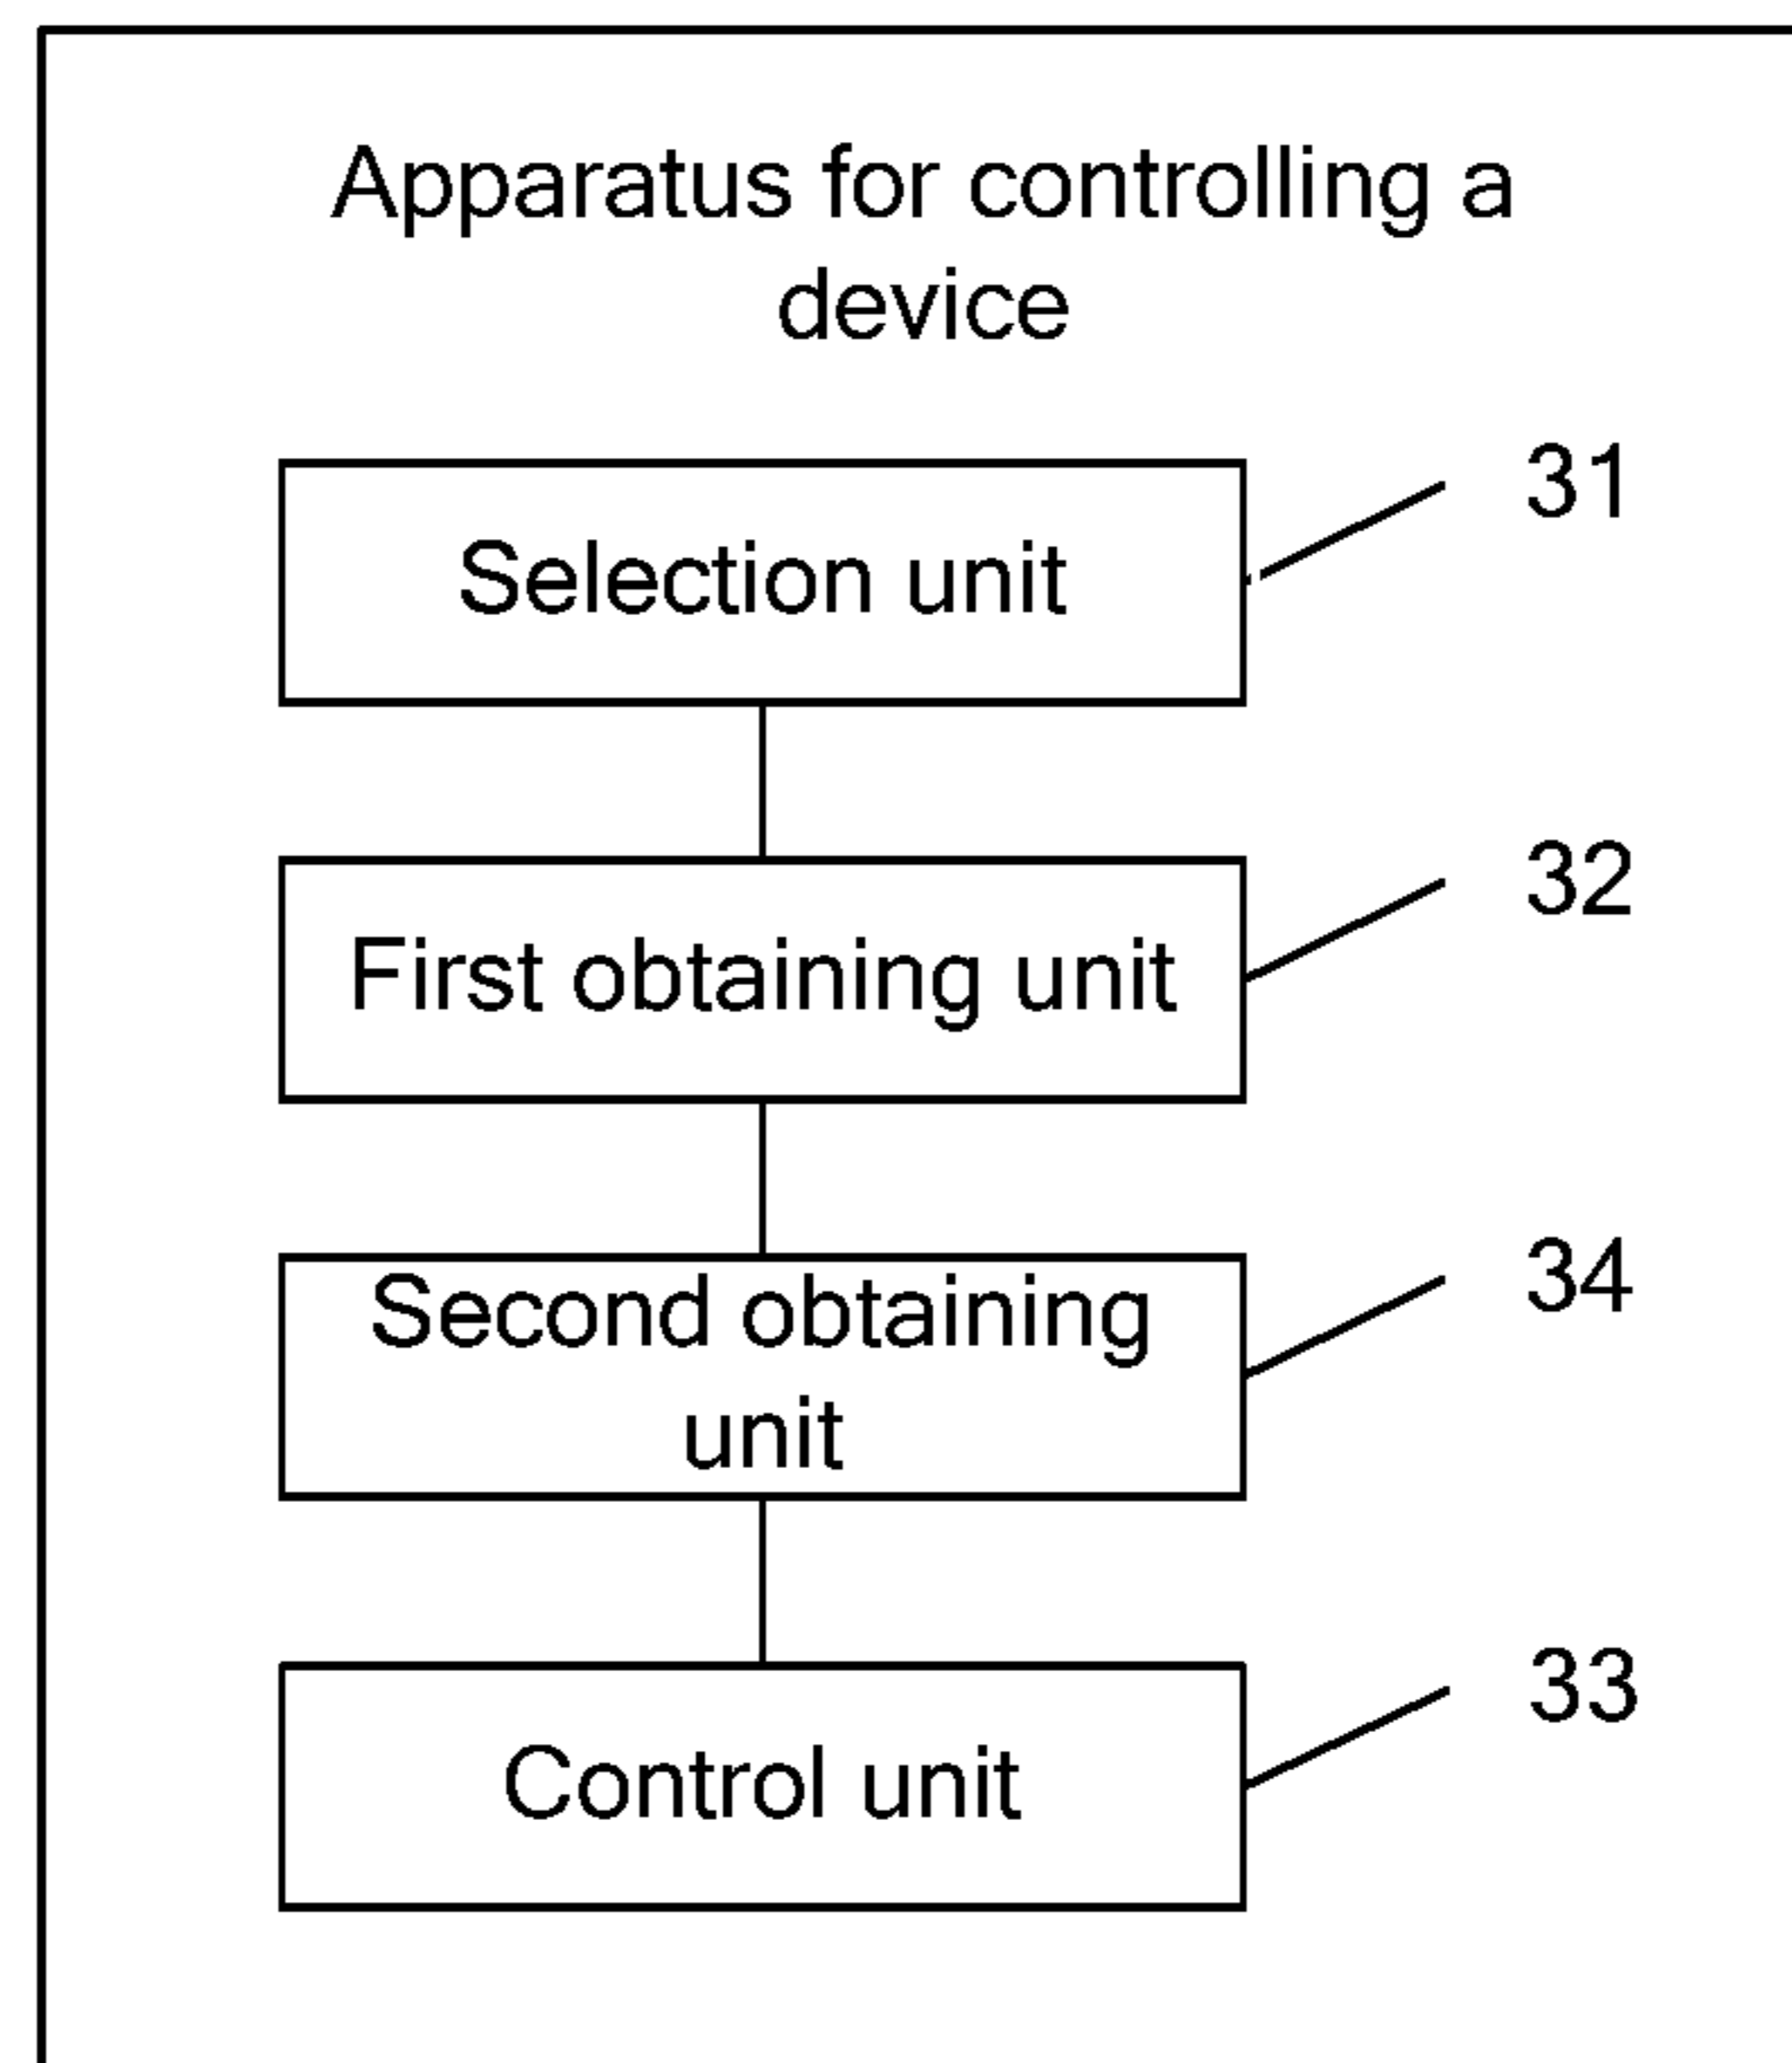 Apparatus for controlling a
device
31
Selection unit
32
First obtaining unit
34
Second obtaining
unit
33
Control unit